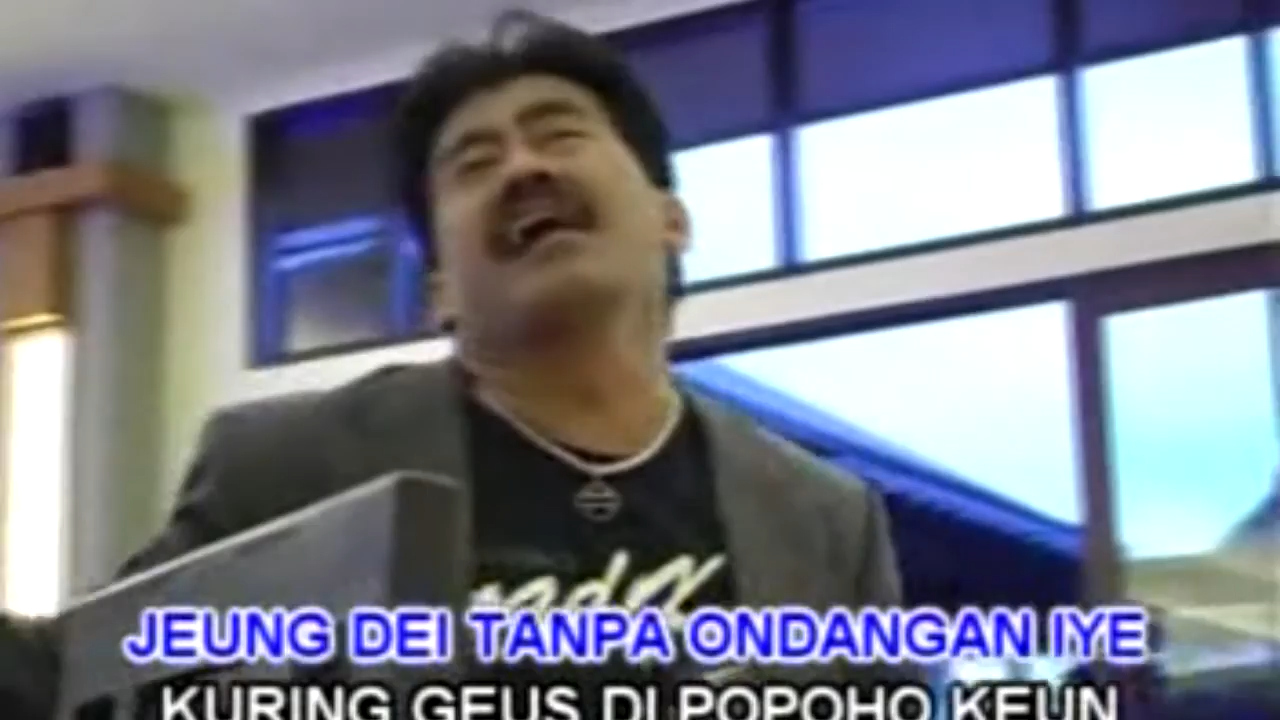 JEUNG DEI TANPA ONDANGAN IYE
KURING GEUS DI POPOHO KEUN